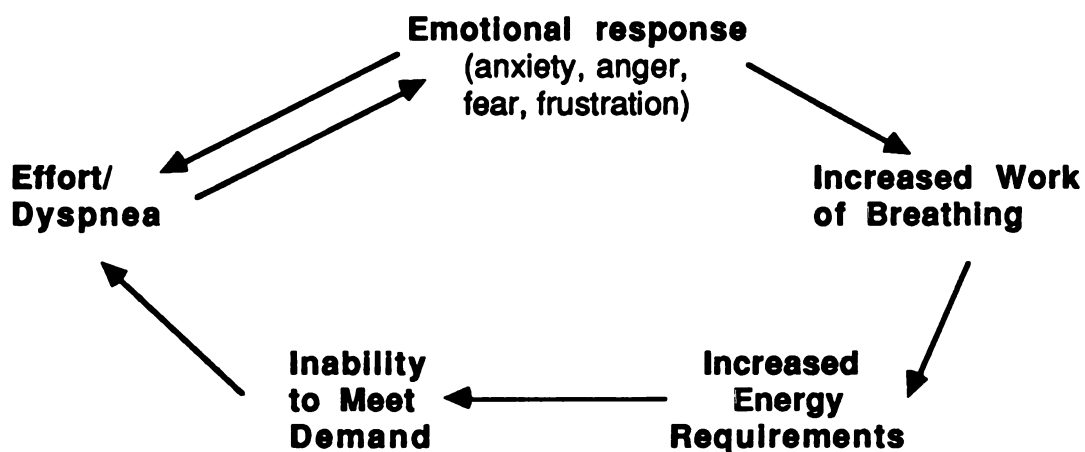 Emotional response
(anxiety, anger,
fear, frustration)
Effort/
Dyspnea
Increased Work
of Breathing
Inability
to Meet
Demand
Increased
Energy
Requirements